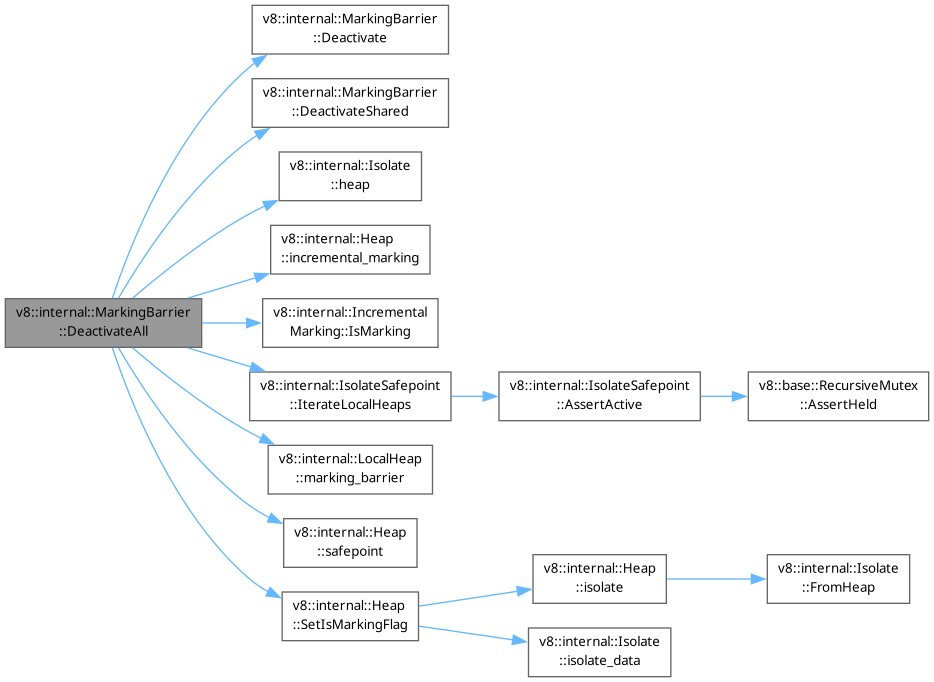 v8::internal::MarkingBarrier
::Deactivate
v8::internal::MarkingBarrier
::DeactivateShared
v8::internal::Isolate
::heap
v8::internal::Heap
::incremental_marking
v8::internal::MarkingBarrier
::DeactivateAll
v8::internal::Incremental
Marking::IsMarking
v8::internal::IsolateSafepoint
::IterateLocalHeaps
v8::internal::IsolateSafepoint
::AssertActive
v8::base::RecursiveMutex
::AssertHeld
v8::internal::LocalHeap
::marking_barrier
v8::internal::Heap
::safepoint
v8::internal::Heap
::SetIsMarkingFlag
v8::internal::Heap
::isolate
v8::internal::Isolate
::FromHeap
v8::internal::Isolate
::isolate_data